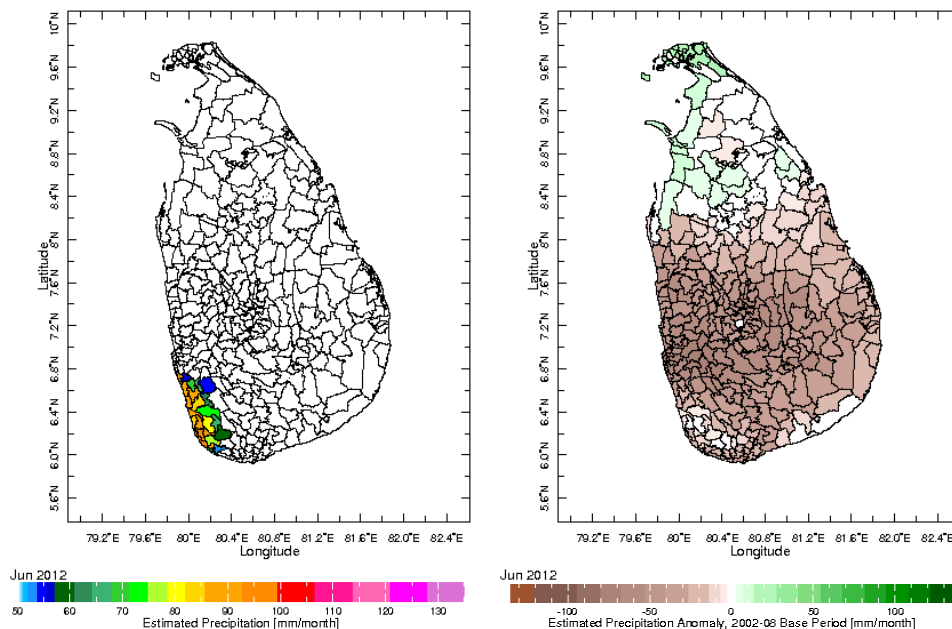 10°N
9.6°N
9.2°N
8.8°N
8.4°N
8°N
7.6°N
7.2°N
6.8°N
6.4°N
6.0°N
5.6°N
Latitude
79.2°E 79.6°E 80°E 80.4°E 80.8°E 81.2°E 81.6°E 82.0°E 82.4°E
Longitude
Jun 2012
50 60 70 80 90 100 110 120 130
Estimated Precipitation [mm/month]
10°N
9.6°N
9.2°N
8.8°N
8.4°N
8°N
7.6°N
7.2°N
6.8°N
6.4°N
6.0°N
5.6°N
Latitude
79.2°E 79.6°E 80°E 80.4°E 80.8°E 81.2°E 81.6°E 82.0°E 82.4°E
Longitude
Jun 2012
-100 -50 0 50 100
Estimated Precipitation Anomaly, 2002-08 Base Period [mm/month]